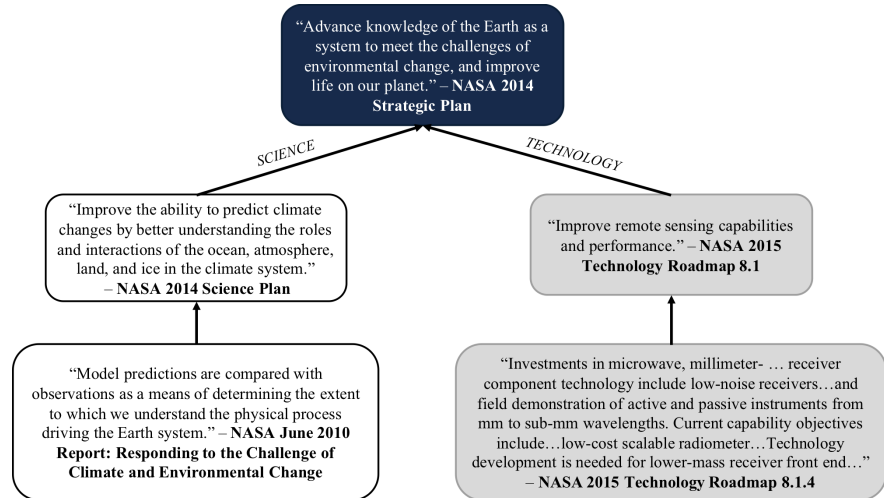 “Advance knowledge of the Earth as a
system to meet the challenges of
environmental change, and improve
life on our planet.” – NASA 2014
Strategic Plan
SCIENCE
TECHNOLOGY
“Improve the ability to predict climate
changes by better understanding the roles
and interactions of the ocean, atmosphere,
land, and ice in the climate system.”
– NASA 2014 Science Plan
“Improve remote sensing capabilities
and performance.” – NASA 2015
Technology Roadmap 8.1
“Model predictions are compared with
observations as a means of determining the extent
to which we understand the physical process
driving the Earth system.” – NASA June 2010
Report: Responding to the Challenge of
Climate and Environmental Change
“Investments in microwave, millimeter- … receiver
component technology include low-noise receivers…and
field demonstration of active and passive instruments from
mm to sub-mm wavelengths. Current capability objectives
include…low-cost scalable radiometer…Technology
development is needed for lower-mass receiver front end…”
– NASA 2015 Technology Roadmap 8.1.4